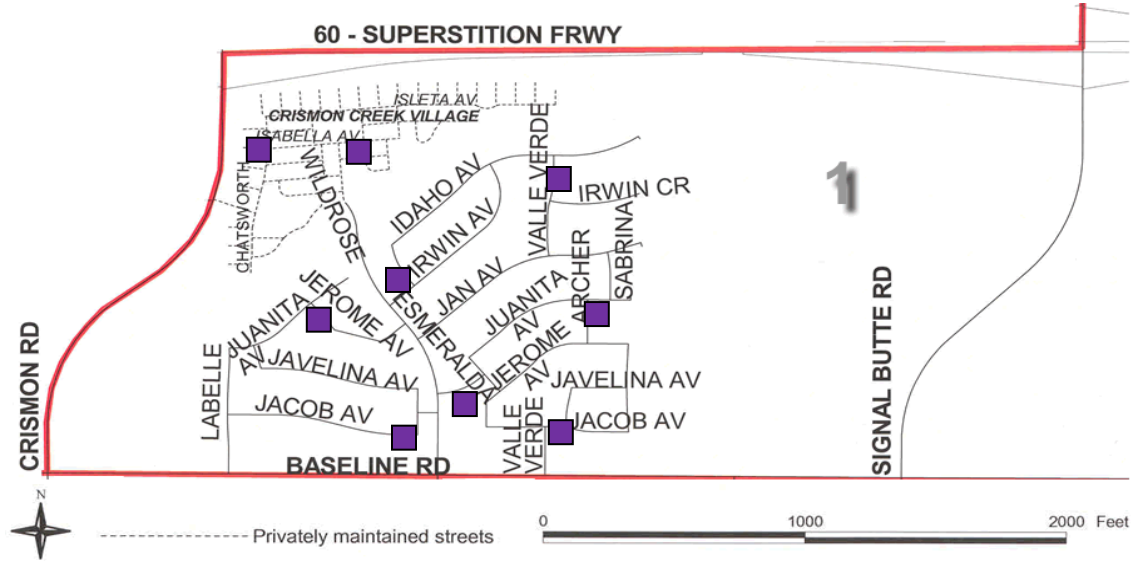 60 - SUPERSTITION FRWY
ISLETA AV
CRISMON CREEK VILLAGE
ISABELLA AV
CHATSWORTH
WILDROSE
IDAHO AV
IRWIN AV
VALLE VERDE
IRWIN CR
1
JAN AV
ARCHER
SABRINA
JUANITA AV
JEROME AV
JUANITA AV
ESMERALDA
JEROME AV
JAVELINA AV
JAVELINA AV
LABELLE
JACOB AV
VALLE VERDE
JACOB AV
CRISMON RD
SIGNAL BUTTE RD
BASELINE RD
N
Privately maintained streets
0 1000 2000 Feet